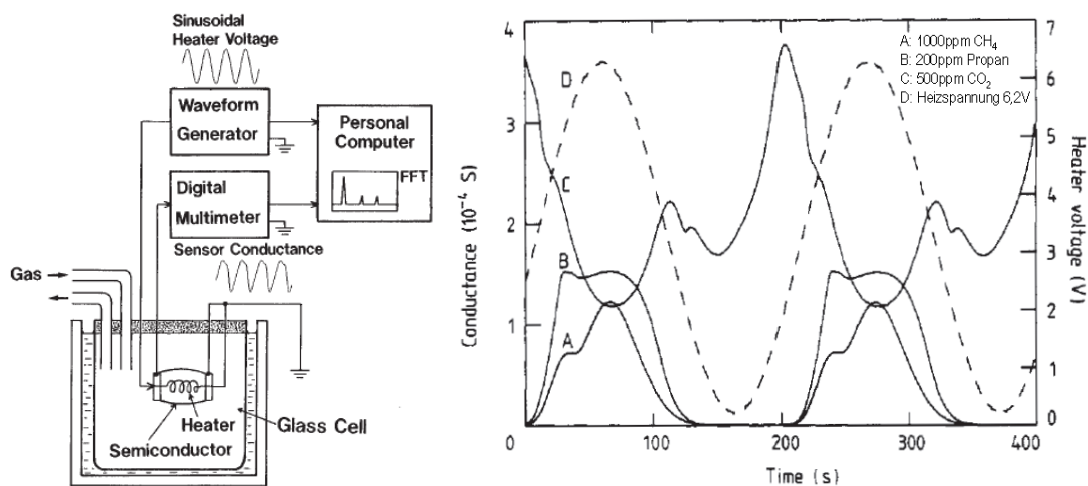 Sinusoidal
Heater Voltage
Waveform
Generator
Personal
Computer
FFT
Digital
Multimeter
Sensor Conductance
Gas
Heater
Semiconductor
Glass Cell
4
3
2
1
Conductance (10⁻⁴ S)
0
100
200
300
400
Time (s)
7
6
5
4
3
2
1
0
Heater voltage (V)
A: 1000ppm CH₄
B: 200ppm Propan
C: 500ppm CO₂
D: Heizspannung 6,2V
D
C
B
A